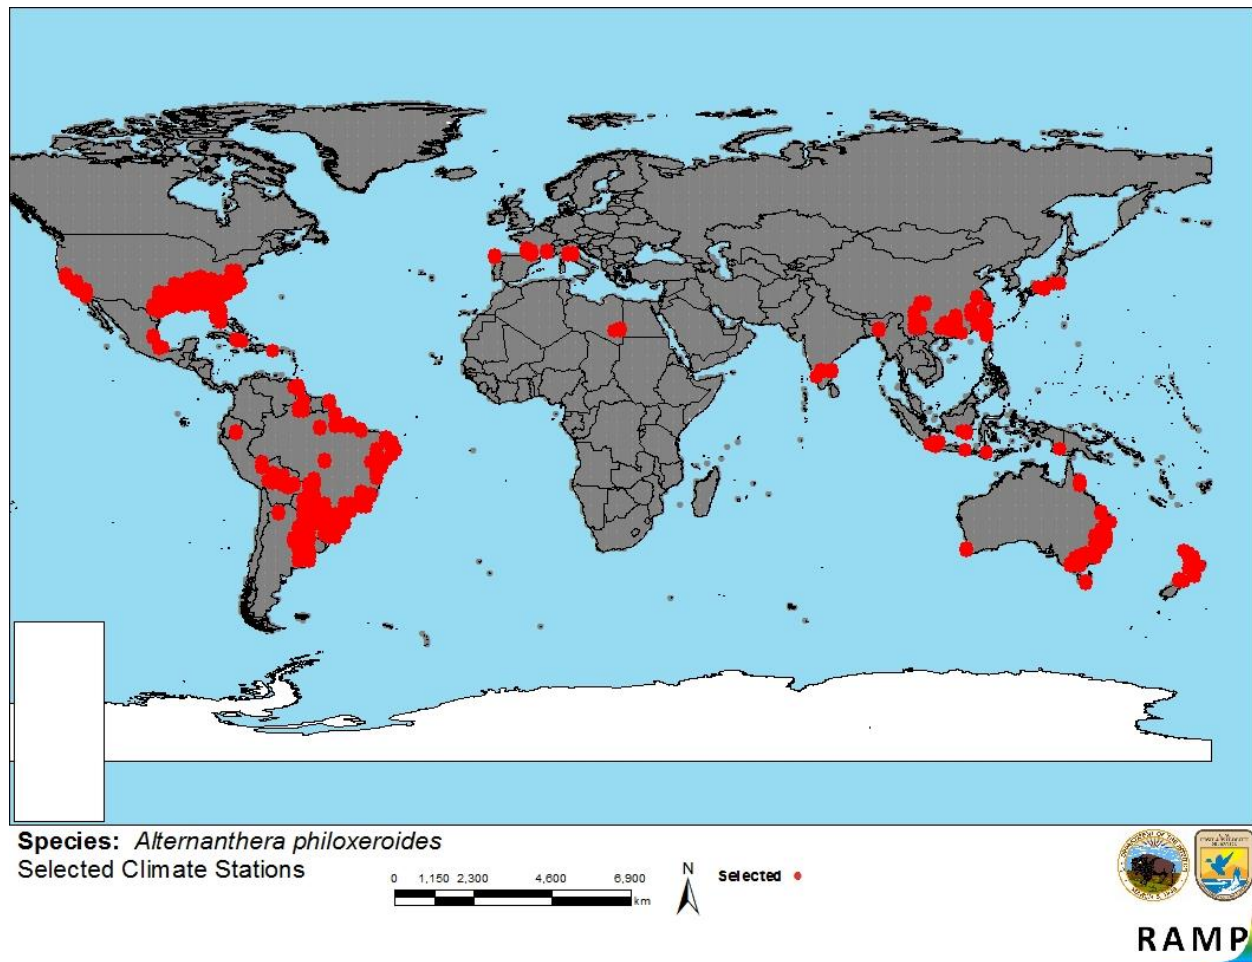 Species: Alternanthera philoxeroides
Selected Climate Stations
0 1,150 2,300 4,600 6,900
km
N
Selected
RAMP